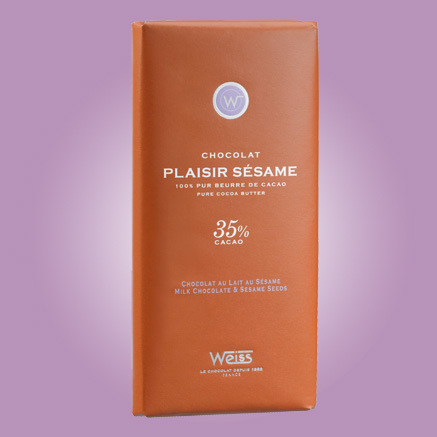 W
CHOCOLAT
PLAISIR SÉSAME
100% PUR BEURRE DE CACAO
PURE COCOA BUTTER
35%
CACAO
CHOCOLAT AU LAIT AU SÉSAME
MILK CHOCOLATE & SESAME SEEDS
Weiss
LE CHOCOLAT DEPUIS 1882
FRANCE